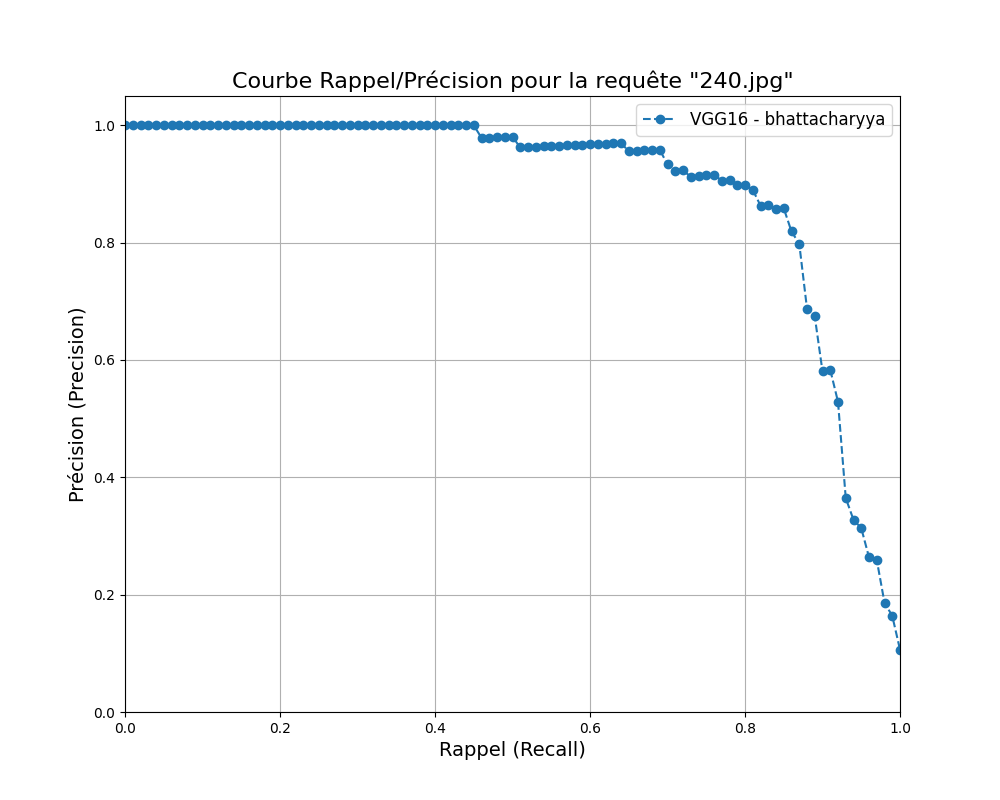 Courbe Rappel/Précision pour la requête "240.jpg"
VGG16 - bhattacharyya
1.0
0.8
0.6
0.4
0.2
0.0
Précision (Precision)
0.0 0.2 0.4 0.6 0.8 1.0
Rappel (Recall)